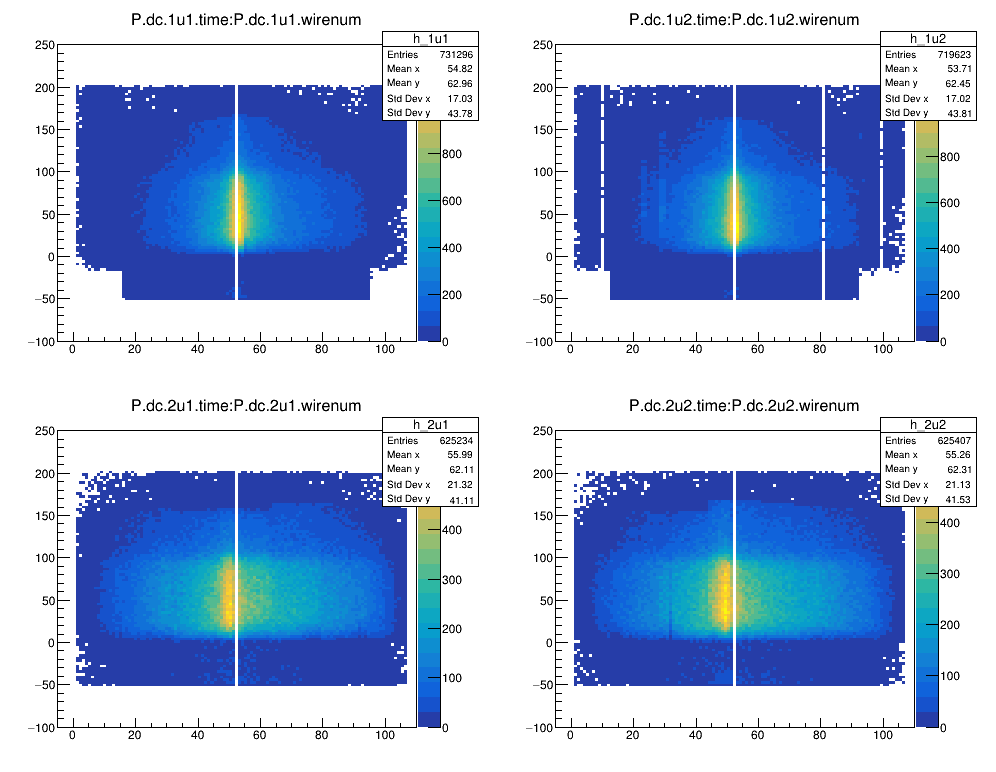 P.dc.1u1.time:P.dc.1u1.wirenum
h_1u1
Entries 731296
Mean x 54.82
Mean y 62.96
Std Dev x 17.03
Std Dev y 43.78
250
200
150
100
50
0
−50
−100
0 20 40 60 80 100
800
600
400
200
0
P.dc.1u2.time:P.dc.1u2.wirenum
h_1u2
Entries 719623
Mean x 53.71
Mean y 62.45
Std Dev x 17.02
Std Dev y 43.81
250
200
150
100
50
0
−50
−100
0 20 40 60 80 100
800
600
400
200
0
P.dc.2u1.time:P.dc.2u1.wirenum
h_2u1
Entries 625234
Mean x 55.99
Mean y 62.11
Std Dev x 21.32
Std Dev y 41.11
250
200
150
100
50
0
−50
−100
0 20 40 60 80 100
400
300
200
100
0
P.dc.2u2.time:P.dc.2u2.wirenum
h_2u2
Entries 625407
Mean x 55.26
Mean y 62.31
Std Dev x 21.13
Std Dev y 41.53
250
200
150
100
50
0
−50
−100
0 20 40 60 80 100
400
300
200
100
0